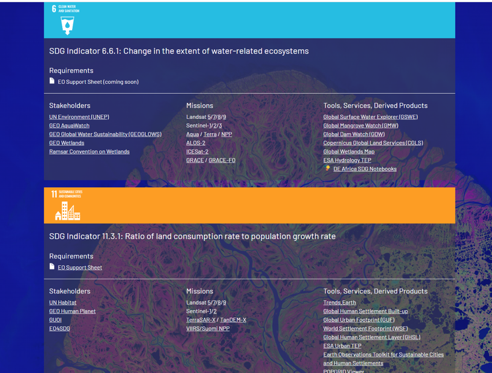 6 CLEAN WATER
AND SANITATION
SDG Indicator 6.6.1: Change in the extent of water-related ecosystems
Requirements
EO Support Sheet (coming soon)
Stakeholders
UN Environment (UNEP)
GEO AquaWatch
GEO Global Water Sustainability (GEOGLOWS)
GEO Wetlands
Ramsar Convention on Wetlands
Missions
Landsat 5/7/8/9
Sentinel-1/2/3
Aqua / Terra / NPP
ALOS-2
ICESat-2
GRACE / GRACE-FO
Tools, Services, Derived Products
Global Surface Water Explorer (GSWE)
Global Mangrove Watch (GMW)
Global Dam Watch (GDW)
Copernicus Global Land Services (CGLS)
Global Wetlands Map
ESA Hydrology TEP
DE Africa SDG Notebooks
11 SUSTAINABLE CITIES
AND COMMUNITIES
SDG Indicator 11.3.1: Ratio of land consumption rate to population growth rate
Requirements
EO Support Sheet
Stakeholders
UN Habitat
GEO Human Planet
GUOI
EO4SDG
Missions
Landsat 5/7/8/9
Sentinel-1/2
TerraSAR-X / TanDEM-X
VIIRS/Suomi NPP
Tools, Services, Derived Products
Trends.Earth
Global Human Settlement Built-up
Global Urban Footprint (GUF)
World Settlement Footprint (WSF)
Global Human Settlement Layer (GHSL)
ESA Urban TEP
Earth Observations Toolkit for Sustainable Cities
and Human Settlements